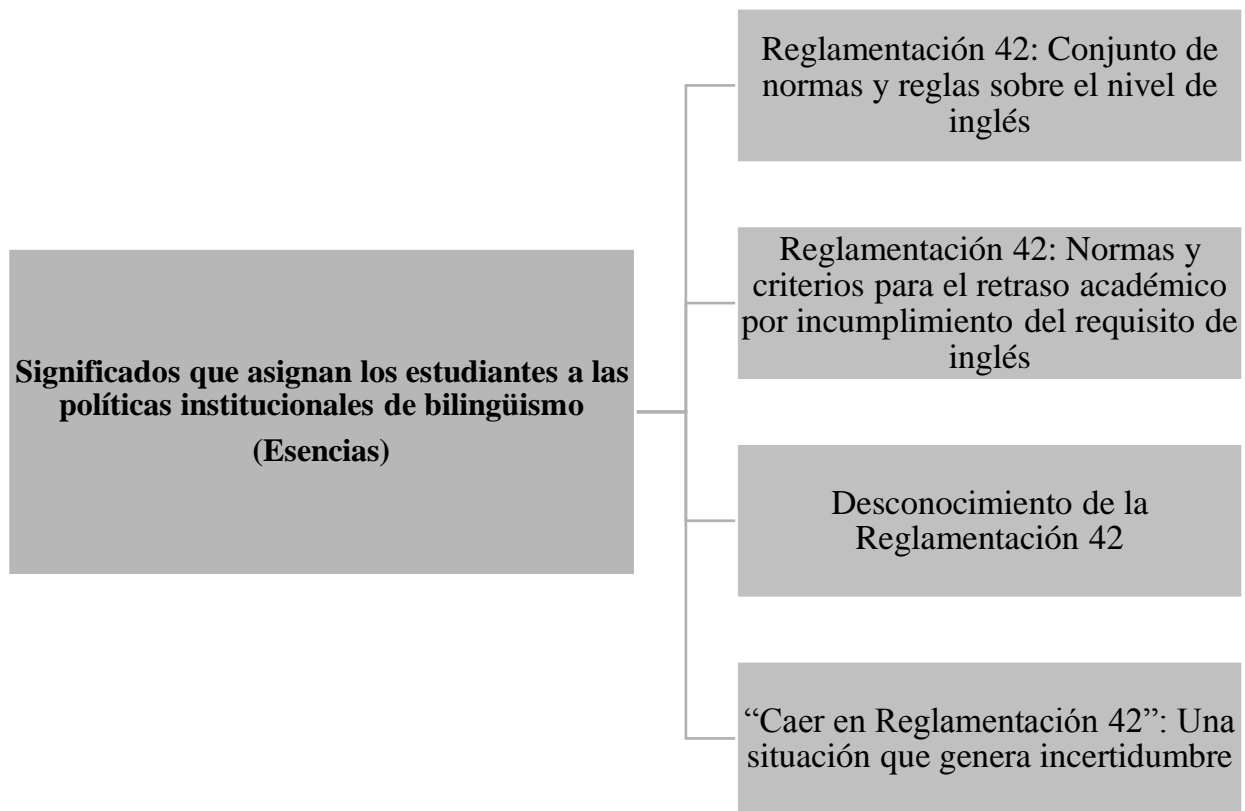 Reglamentación 42: Conjunto de
normas y reglas sobre el nivel de
inglés
Reglamentación 42: Normas y
criterios para el retraso académico
por incumplimiento del requisito de
inglés
Significados que asignan los estudiantes a las
políticas institucionales de bilingüismo
(Esencias)
Desconocimiento de la
Reglamentación 42
“Caer en Reglamentación 42”: Una
situación que genera incertidumbre